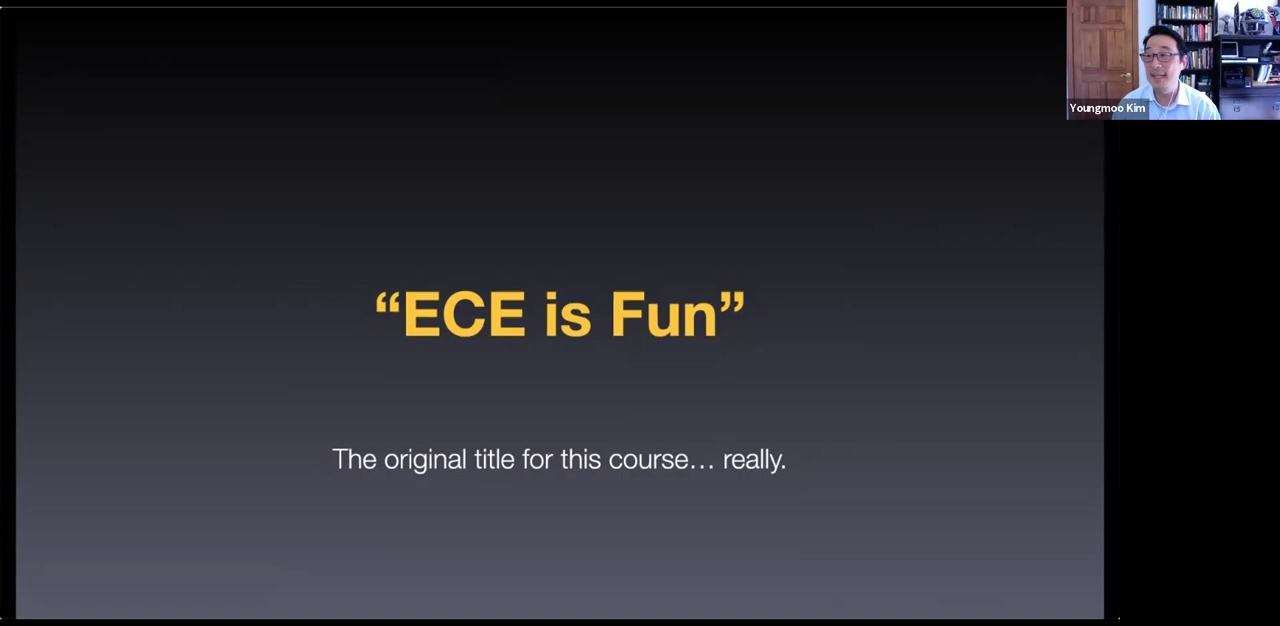 “ECE is Fun”
The original title for this course… really.
Youngmoo Kim